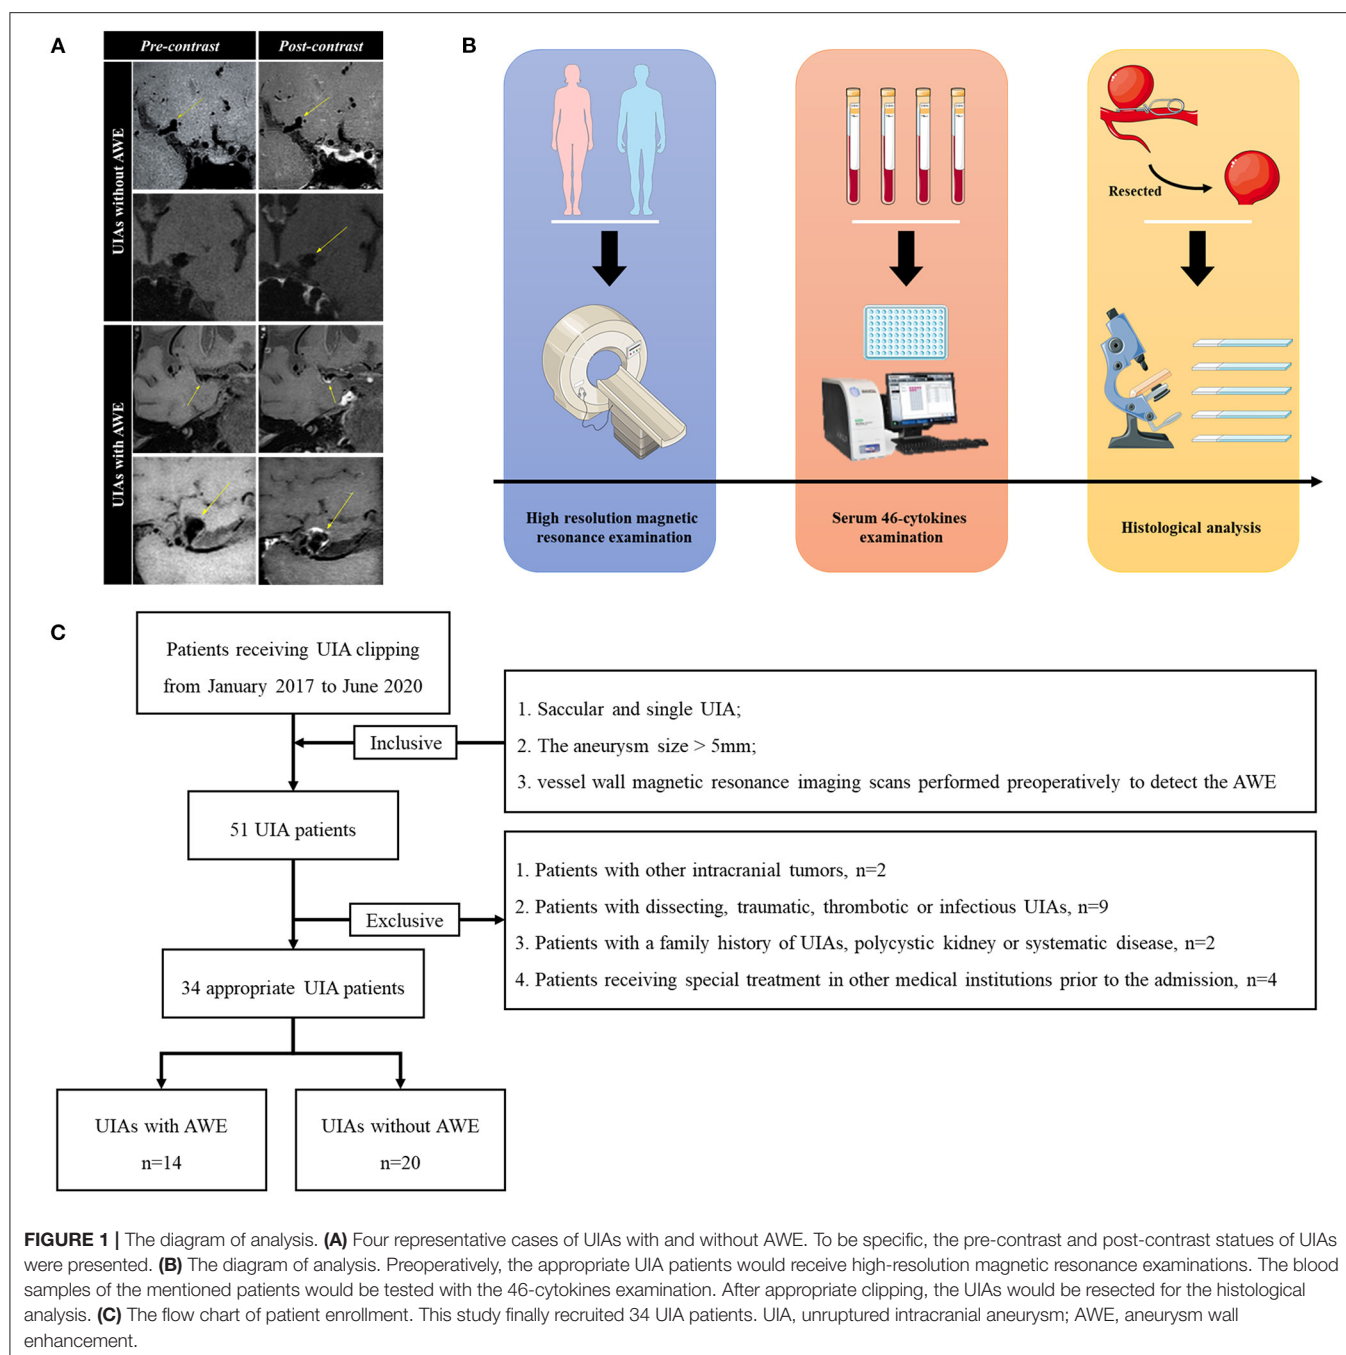 A
Pre-contrast
Post-contrast
UIAs without AWE
UIAs with AWE
B
Resected
High resolution magnetic
resonance examination
Serum 46-cytokines
examination
Histological analysis
C
Patients receiving UIA clipping
from January 2017 to June 2020
Inclusive
1. Saccular and single UIA;
2. The aneurysm size > 5mm;
3. vessel wall magnetic resonance imaging scans performed preoperatively to detect the AWE
51 UIA patients
Exclusive
1. Patients with other intracranial tumors, n=2
2. Patients with dissecting, traumatic, thrombotic or infectious UIAs, n=9
3. Patients with a family history of UIAs, polycystic kidney or systematic disease, n=2
4. Patients receiving special treatment in other medical institutions prior to the admission, n=4
34 appropriate UIA patients
UIAs with AWE
n=14
UIAs without AWE
n=20
FIGURE 1 | The diagram of analysis. (A) Four representative cases of UIAs with and without AWE. To be specific, the pre-contrast and post-contrast statues of UIAs
were presented. (B) The diagram of analysis. Preoperatively, the appropriate UIA patients would receive high-resolution magnetic resonance examinations. The blood
samples of the mentioned patients would be tested with the 46-cytokines examination. After appropriate clipping, the UIAs would be resected for the histological
analysis. (C) The flow chart of patient enrollment. This study finally recruited 34 UIA patients. UIA, unruptured intracranial aneurysm; AWE, aneurysm wall
enhancement.